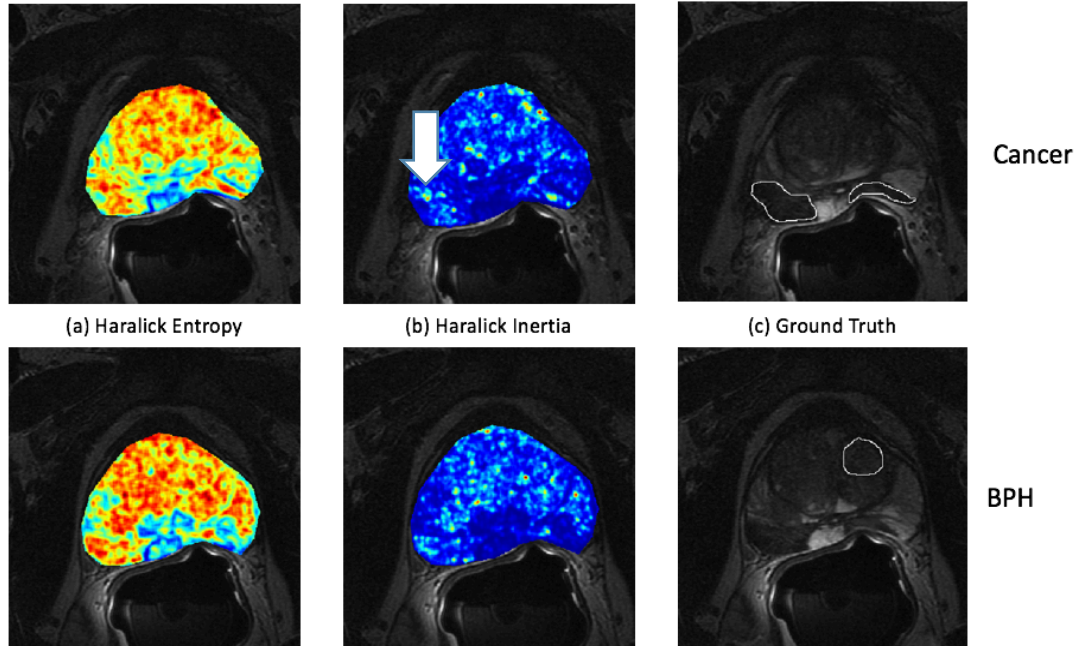 Cancer
(a) Haralick Entropy
(b) Haralick Inertia
(c) Ground Truth
BPH